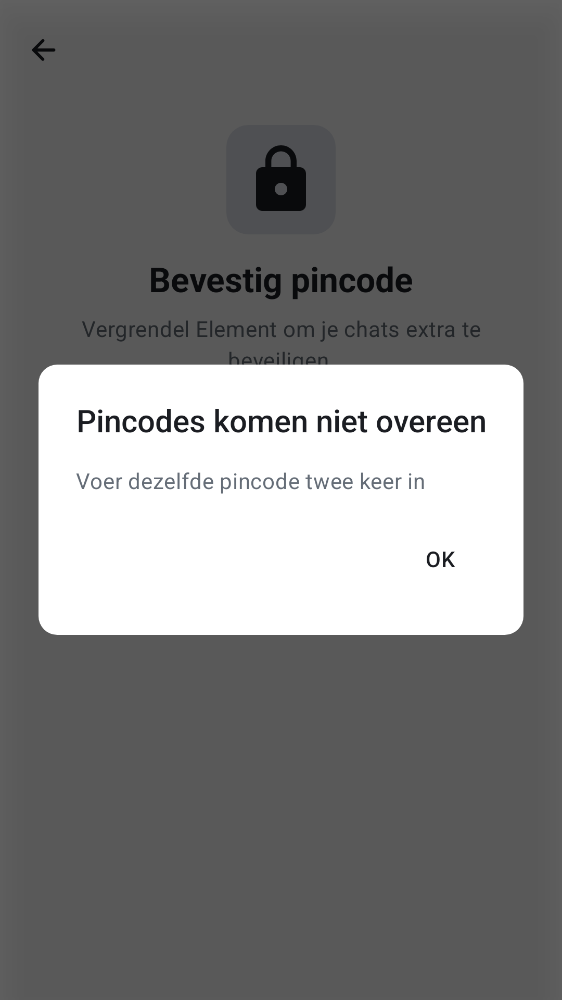 Bevestig pincode
Vergrendel Element om je chats extra te
beveiligen
Pincodes komen niet overeen
Voer dezelfde pincode twee keer in
OK